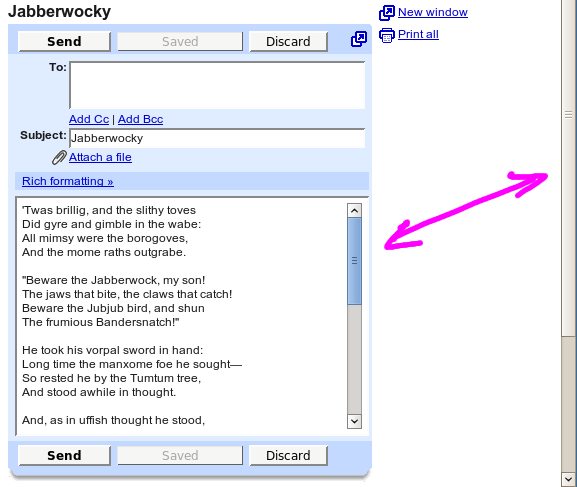 Jabberwocky
New window
Print all
Send Saved Discard
To:
Add Cc | Add Bcc
Subject: Jabberwocky
Attach a file
Rich formatting »
'Twas brillig, and the slithy toves
Did gyre and gimble in the wabe:
All mimsy were the borogoves,
And the mome raths outgrabe.
"Beware the Jabberwock, my son!
The jaws that bite, the claws that catch!
Beware the Jubjub bird, and shun
The frumious Bandersnatch!"
He took his vorpal sword in hand:
Long time the manxome foe he sought—
So rested he by the Tumtum tree,
And stood awhile in thought.
And, as in uffish thought he stood,
Send Saved Discard